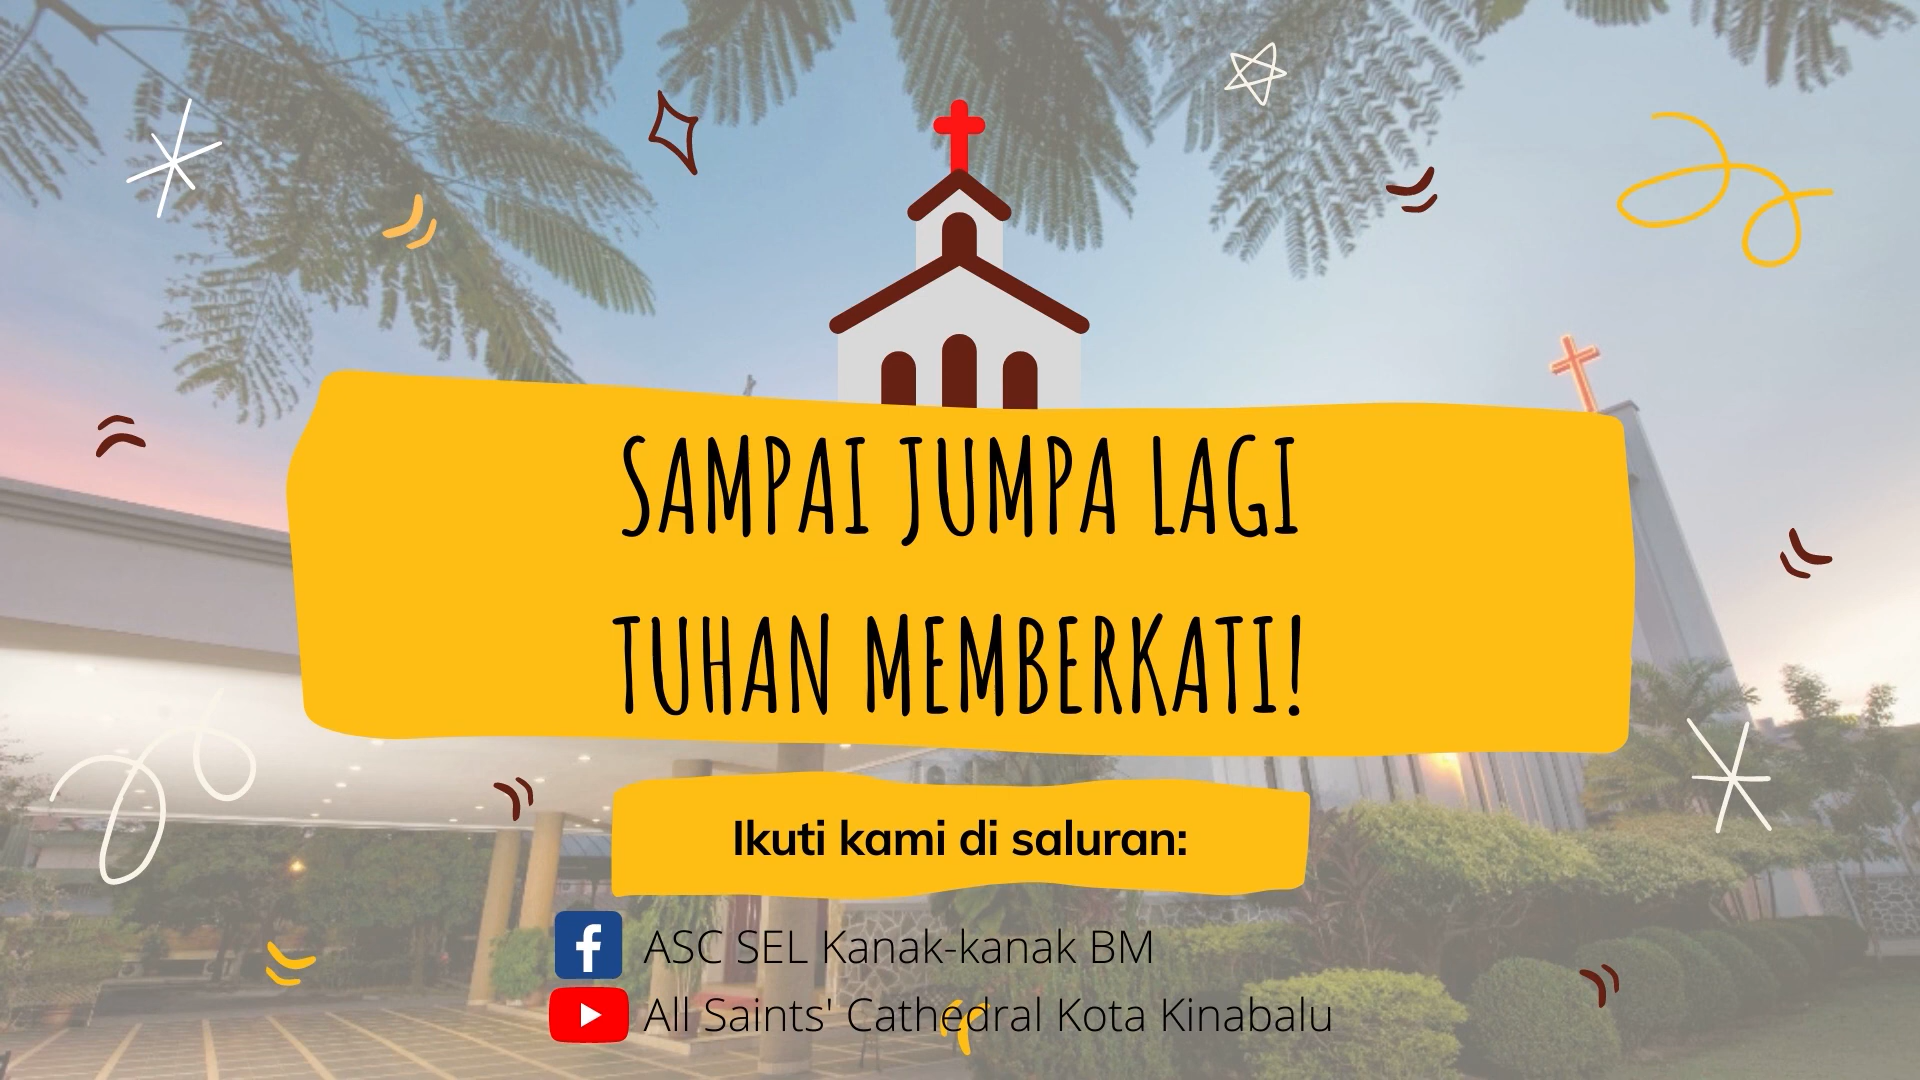 SAMPAI JUMPA LAGI
TUHAN MEMBERKATI!
Ikuti kami di saluran:
ASC SEL Kanak-kanak BM
All Saints' Cathedral Kota Kinabalu